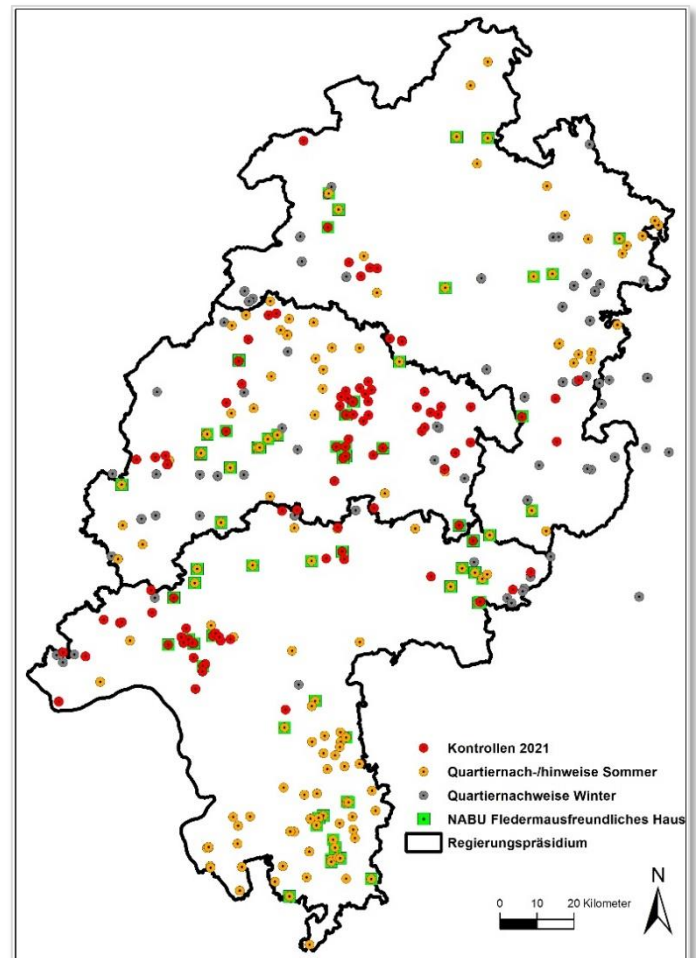 Kontrollen 2021
Quartiernach-/hinweise Sommer
Quartiernachweise Winter
NABU Fledermausfreundliches Haus
Regierungspräsidium
N
0 10 20 Kilometer